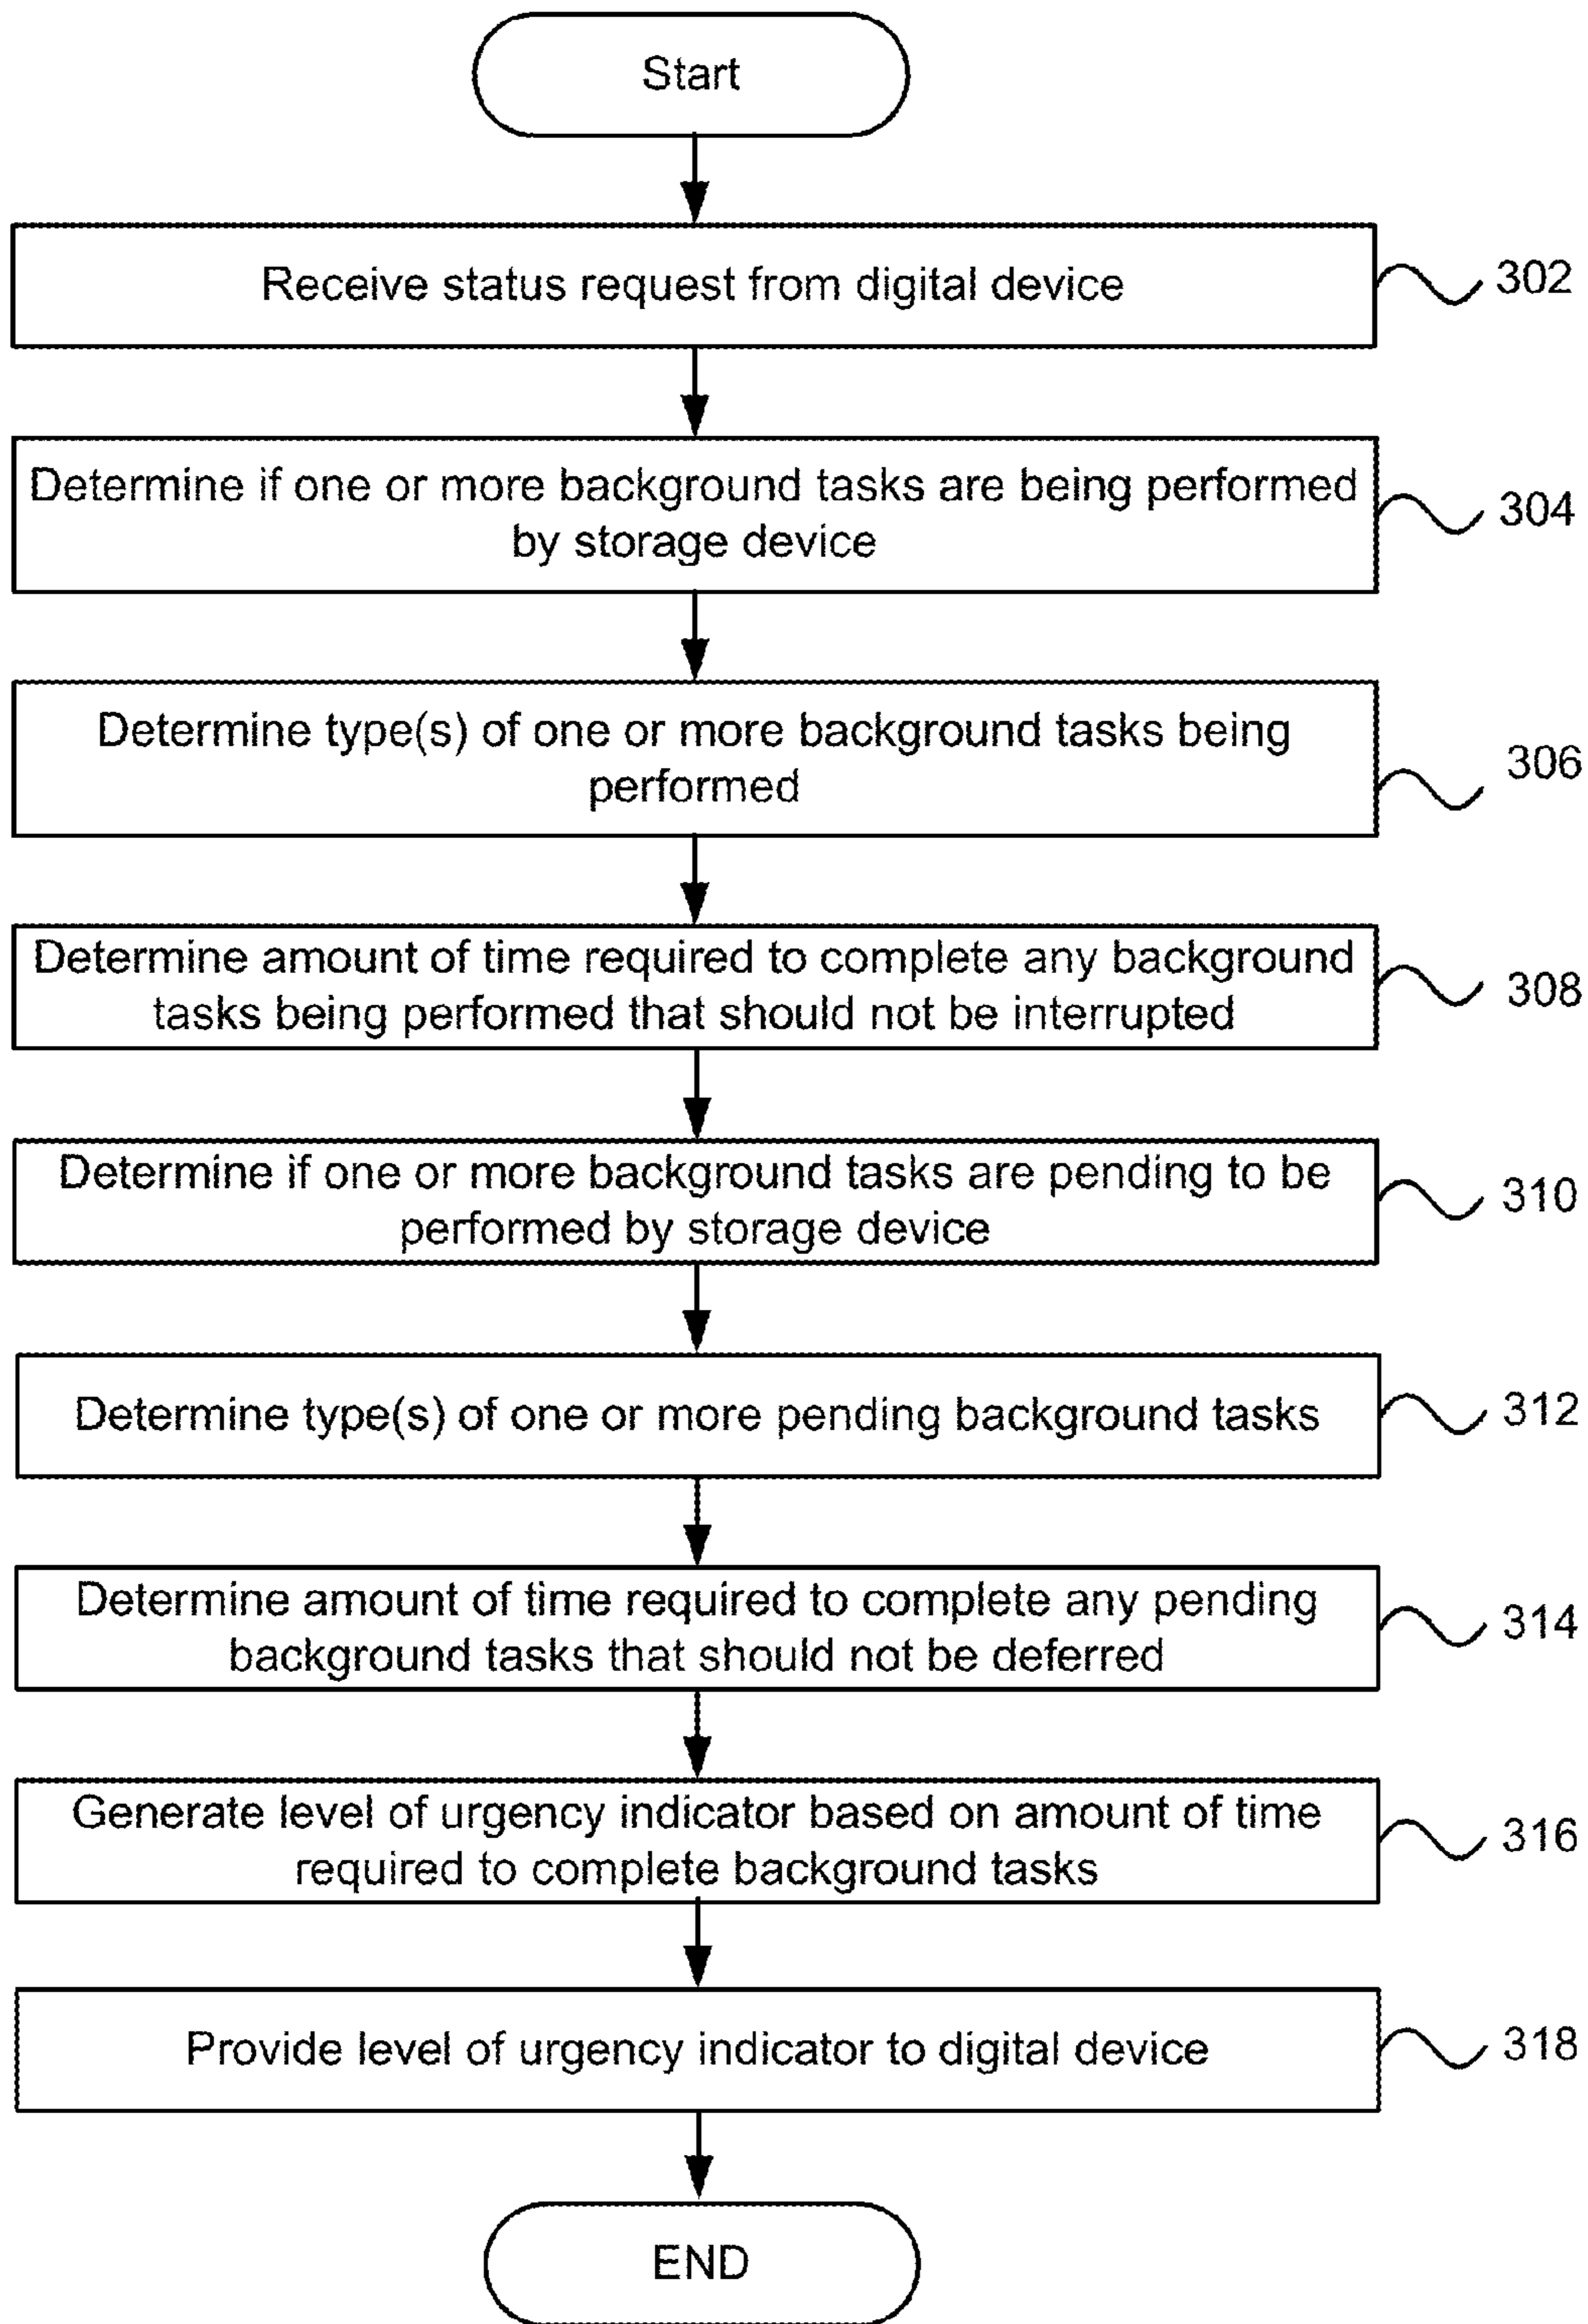 Start
Receive status request from digital device
302
Determine if one or more background tasks are being performed
by storage device
304
Determine type(s) of one or more background tasks being
performed
306
Determine amount of time required to complete any background
tasks being performed that should not be interrupted
308
Determine if one or more background tasks are pending to be
performed by storage device
310
Determine type(s) of one or more pending background tasks
312
Determine amount of time required to complete any pending
background tasks that should not be deferred
314
Generate level of urgency indicator based on amount of time
required to complete background tasks
316
Provide level of urgency indicator to digital device
318
END